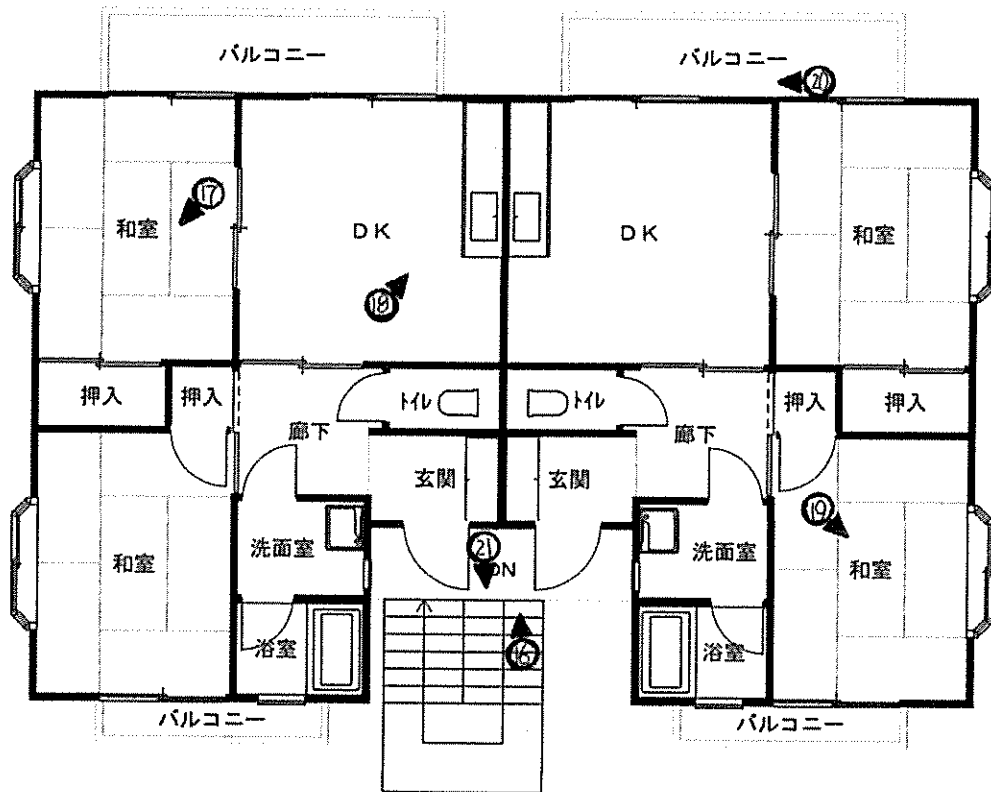 バルコニー
バルコニー
⑳
⑰
和室
DK
DK
和室
⑱
押入
押入
トイレ
トイレ
押入
押入
廊下
廊下
玄関
玄関
⑲
洗面室
㉑
洗面室
和室
DN
和室
浴室
⑯
浴室
バルコニー
バルコニー